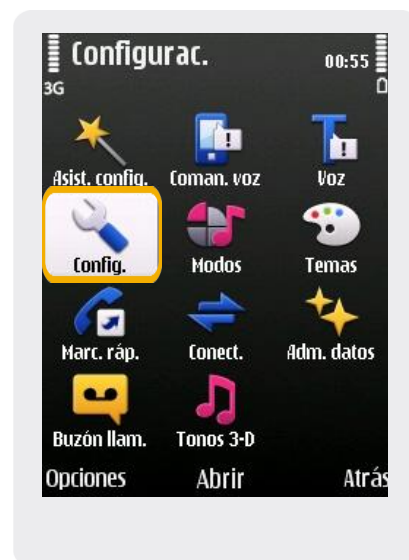 Configurac.
00:55
3G
Asist. config. Coman. voz Voz
Config. Modos Temas
Marc. ráp. Conect. Adm. datos
Buzón llam. Tonos 3-D
Opciones Abrir Atrás